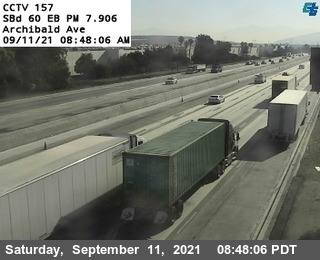 CCTV 157
SBd 60 EB PM 7.906
Archibald Ave
09/11/21 08:48:06 AM
Saturday, September 11, 2021 08:48:06 PDT